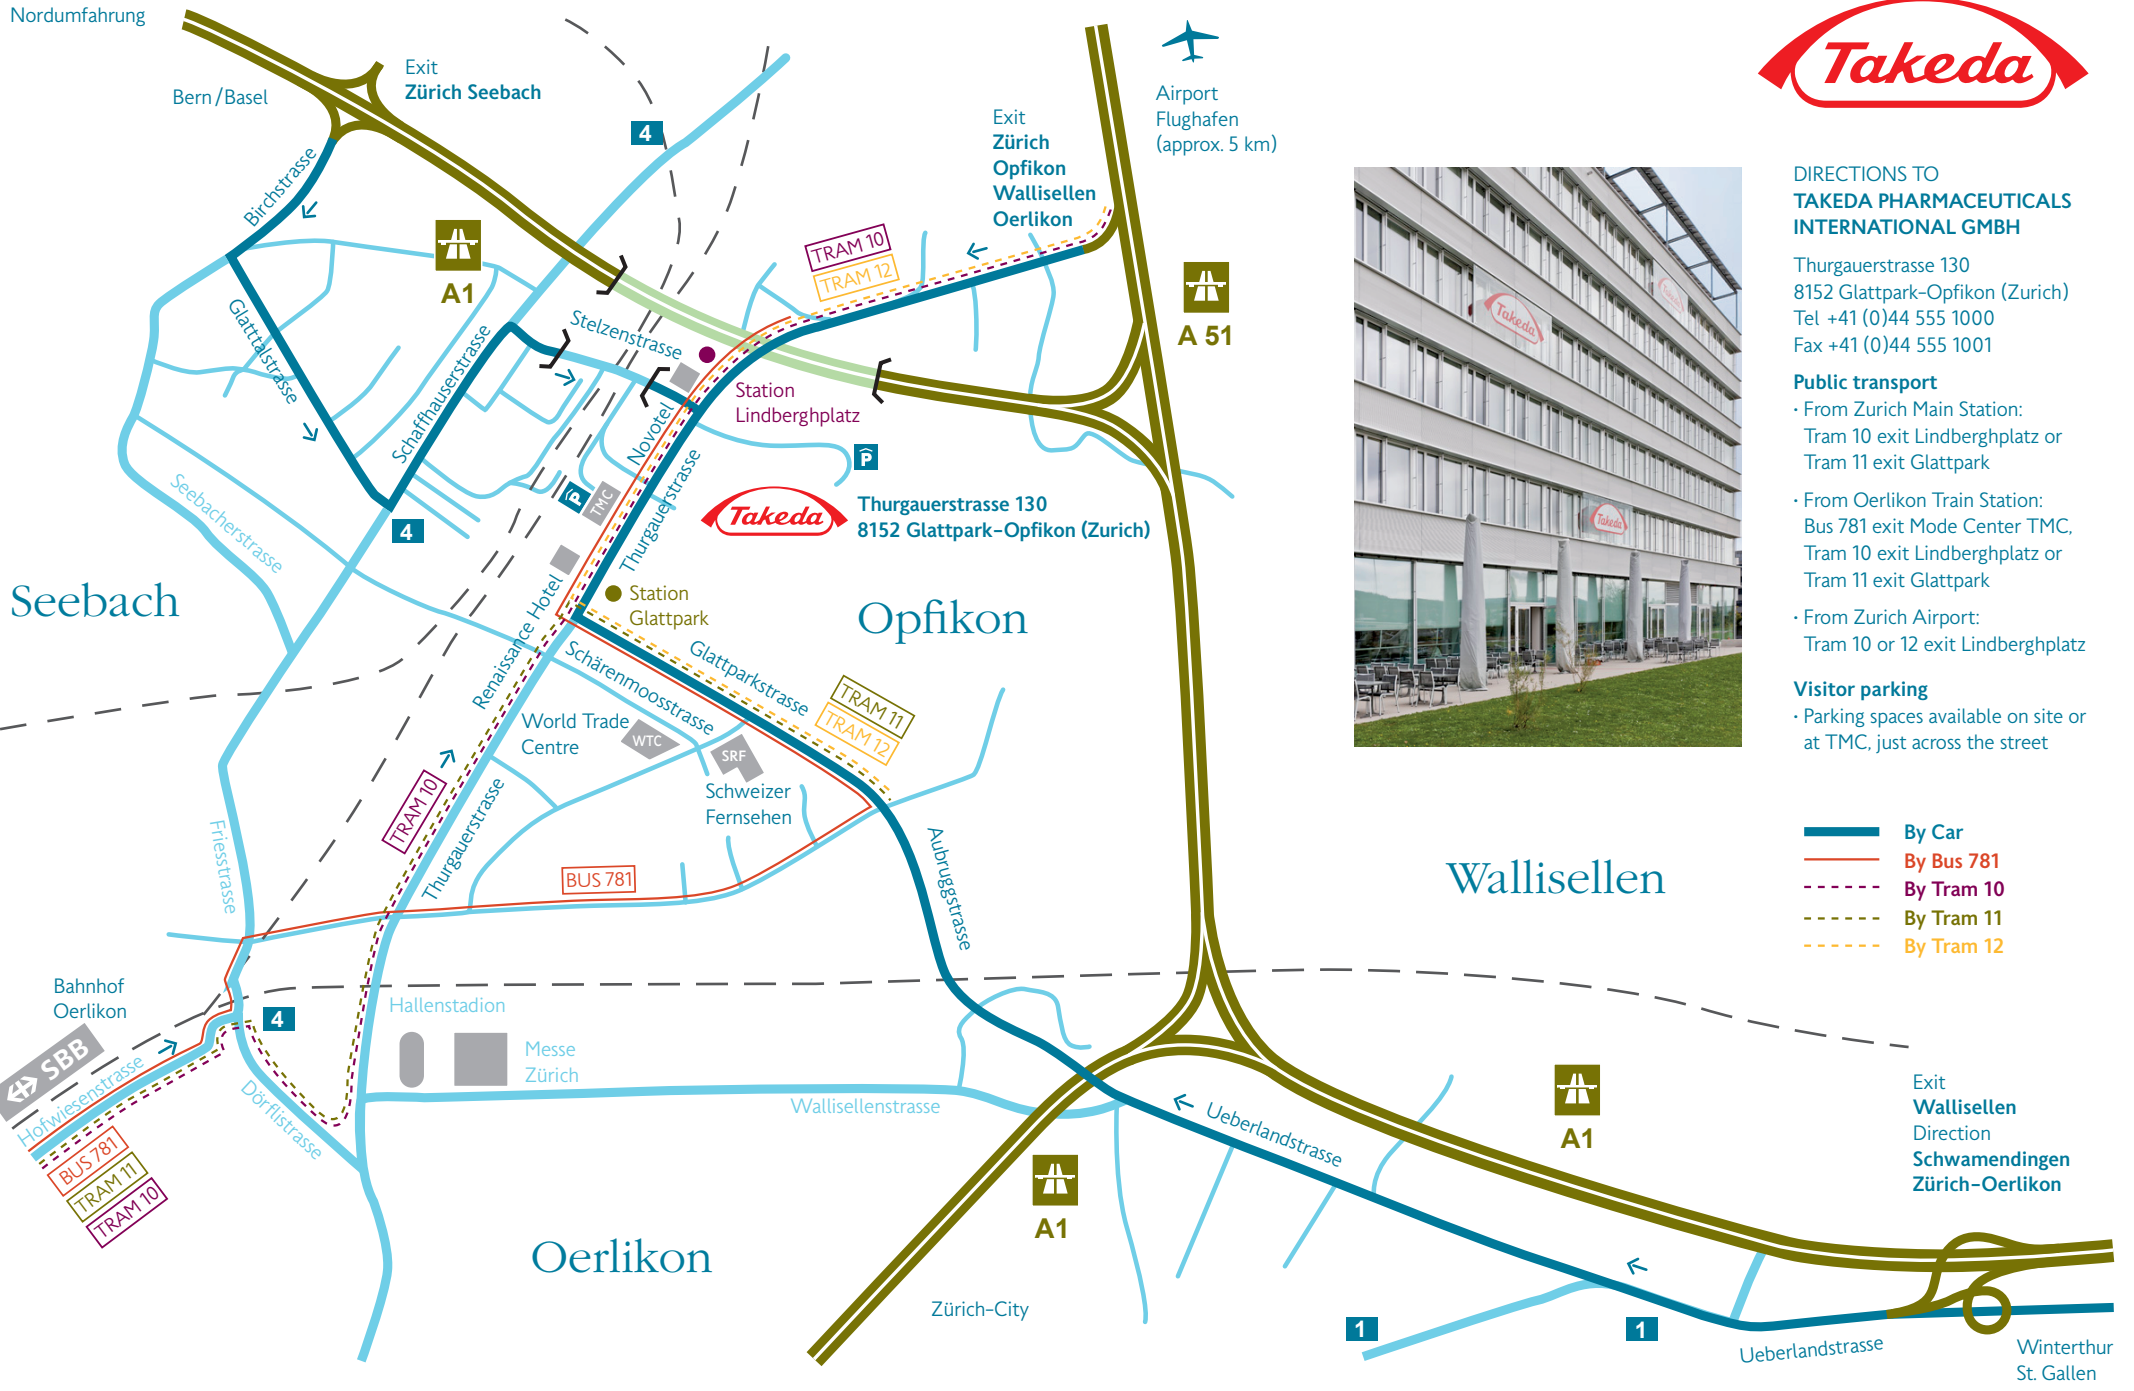 Nordumfahrung
Bern/Basel
Exit
Zürich Seebach
4
Birchstrasse
A1
Glattalstrasse
Schaffhauserstrasse
Stelzenstrasse
Seebacherstrasse
4
Seebach
TRAM 10
TRAM 12
Exit
Zürich
Opfikon
Wallisellen
Oerlikon
Airport
Flughafen
(approx. 5 km)
A 51
Station
Lindberghplatz
Novotel
P
P
TMC
Thurgauerstrasse
Takeda
Thurgauerstrasse 130
8152 Glattpark-Opfikon (Zurich)
Renaissance Hotel
Station
Glattpark
Opfikon
Glattparkstrasse
Schärenmoosstrasse
TRAM 11
TRAM 12
World Trade
Centre
WTC
SRF
Schweizer
Fernsehen
TRAM 10
Thurgauerstrasse
BUS 781
Friesstrasse
Aubruggstrasse
Wallisellen
Bahnhof
Oerlikon
SBB
4
Hofwiesenstrasse
BUS 781
TRAM 11
TRAM 10
Dörflistrasse
Hallenstadion
Messe
Zürich
Wallisellenstrasse
Oerlikon
A1
Zürich-City
Ueberlandstrasse
A1
1
1
Ueberlandstrasse
Exit
Wallisellen
Direction
Schwamendingen
Zürich-Oerlikon
Winterthur
St. Gallen
Takeda
Takeda
Takeda
Takeda
DIRECTIONS TO
TAKEDA PHARMACEUTICALS
INTERNATIONAL GMBH
Thurgauerstrasse 130
8152 Glattpark-Opfikon (Zurich)
Tel +41 (0)44 555 1000
Fax +41 (0)44 555 1001
Public transport
· From Zurich Main Station:
Tram 10 exit Lindberghplatz or
Tram 11 exit Glattpark
· From Oerlikon Train Station:
Bus 781 exit Mode Center TMC,
Tram 10 exit Lindberghplatz or
Tram 11 exit Glattpark
· From Zurich Airport:
Tram 10 or 12 exit Lindberghplatz
Visitor parking
· Parking spaces available on site or
at TMC, just across the street
By Car
By Bus 781
By Tram 10
By Tram 11
By Tram 12